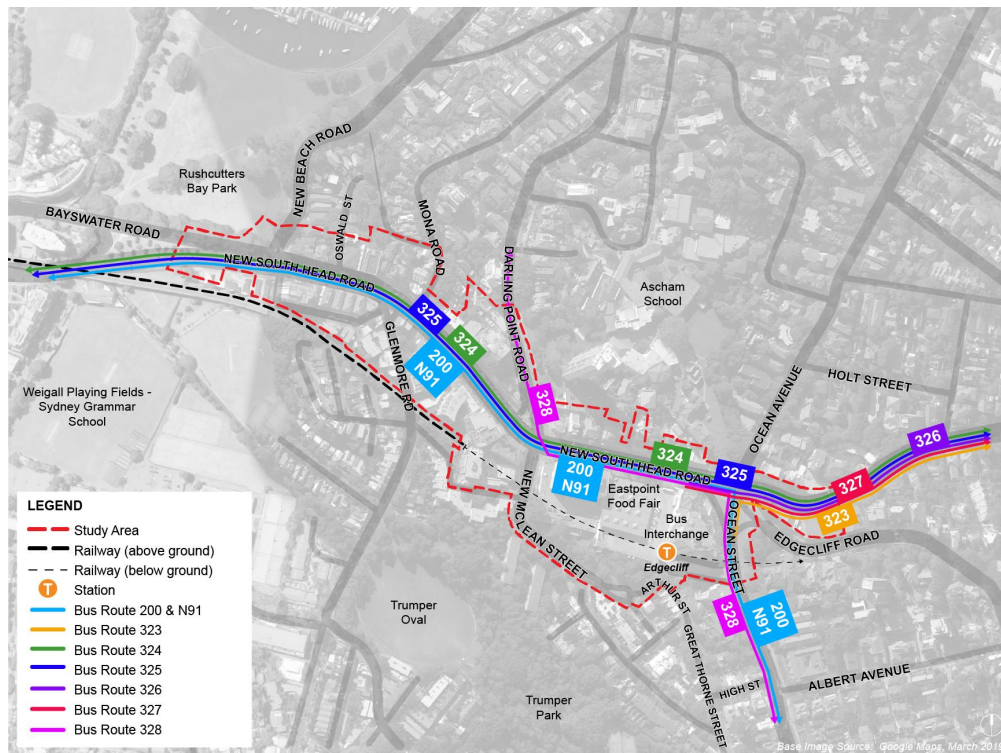 NEW BEACH ROAD
Rushcutters
Bay Park
OSWALD ST
MONA ROAD
BAYSWATER ROAD
DARLING POINT ROAD
NEW SOUTH HEAD ROAD
Ascham
School
325
324
200
N91
GLENMORE RD
OCEAN AVENUE
HOLT STREET
Weigall Playing Fields -
Sydney Grammar
School
328
326
NEW SOUTH HEAD ROAD
324
325
327
200
N91
323
Eastpoint
Food Fair
NEW MCLEAN STREET
Bus
Interchange
OCEAN STREET
EDGECLIFF ROAD
T
Edgecliff
ARTHUR ST
Trumper
Oval
328
200
N91
GREAT THORNE STREET
HIGH ST
ALBERT AVENUE
Trumper
Park
LEGEND
Study Area
Railway (above ground)
Railway (below ground)
T Station
Bus Route 200 & N91
Bus Route 323
Bus Route 324
Bus Route 325
Bus Route 326
Bus Route 327
Bus Route 328
Base Image Source: Google Maps, March 2019